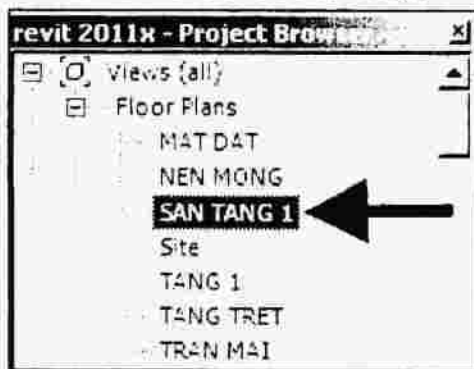 revit 2011x - Project Browser
Views (all)
Floor Plans
MAT DAT
NEN MONG
SAN TANG 1
Site
TANG 1
TANG TRET
TRAN MAI